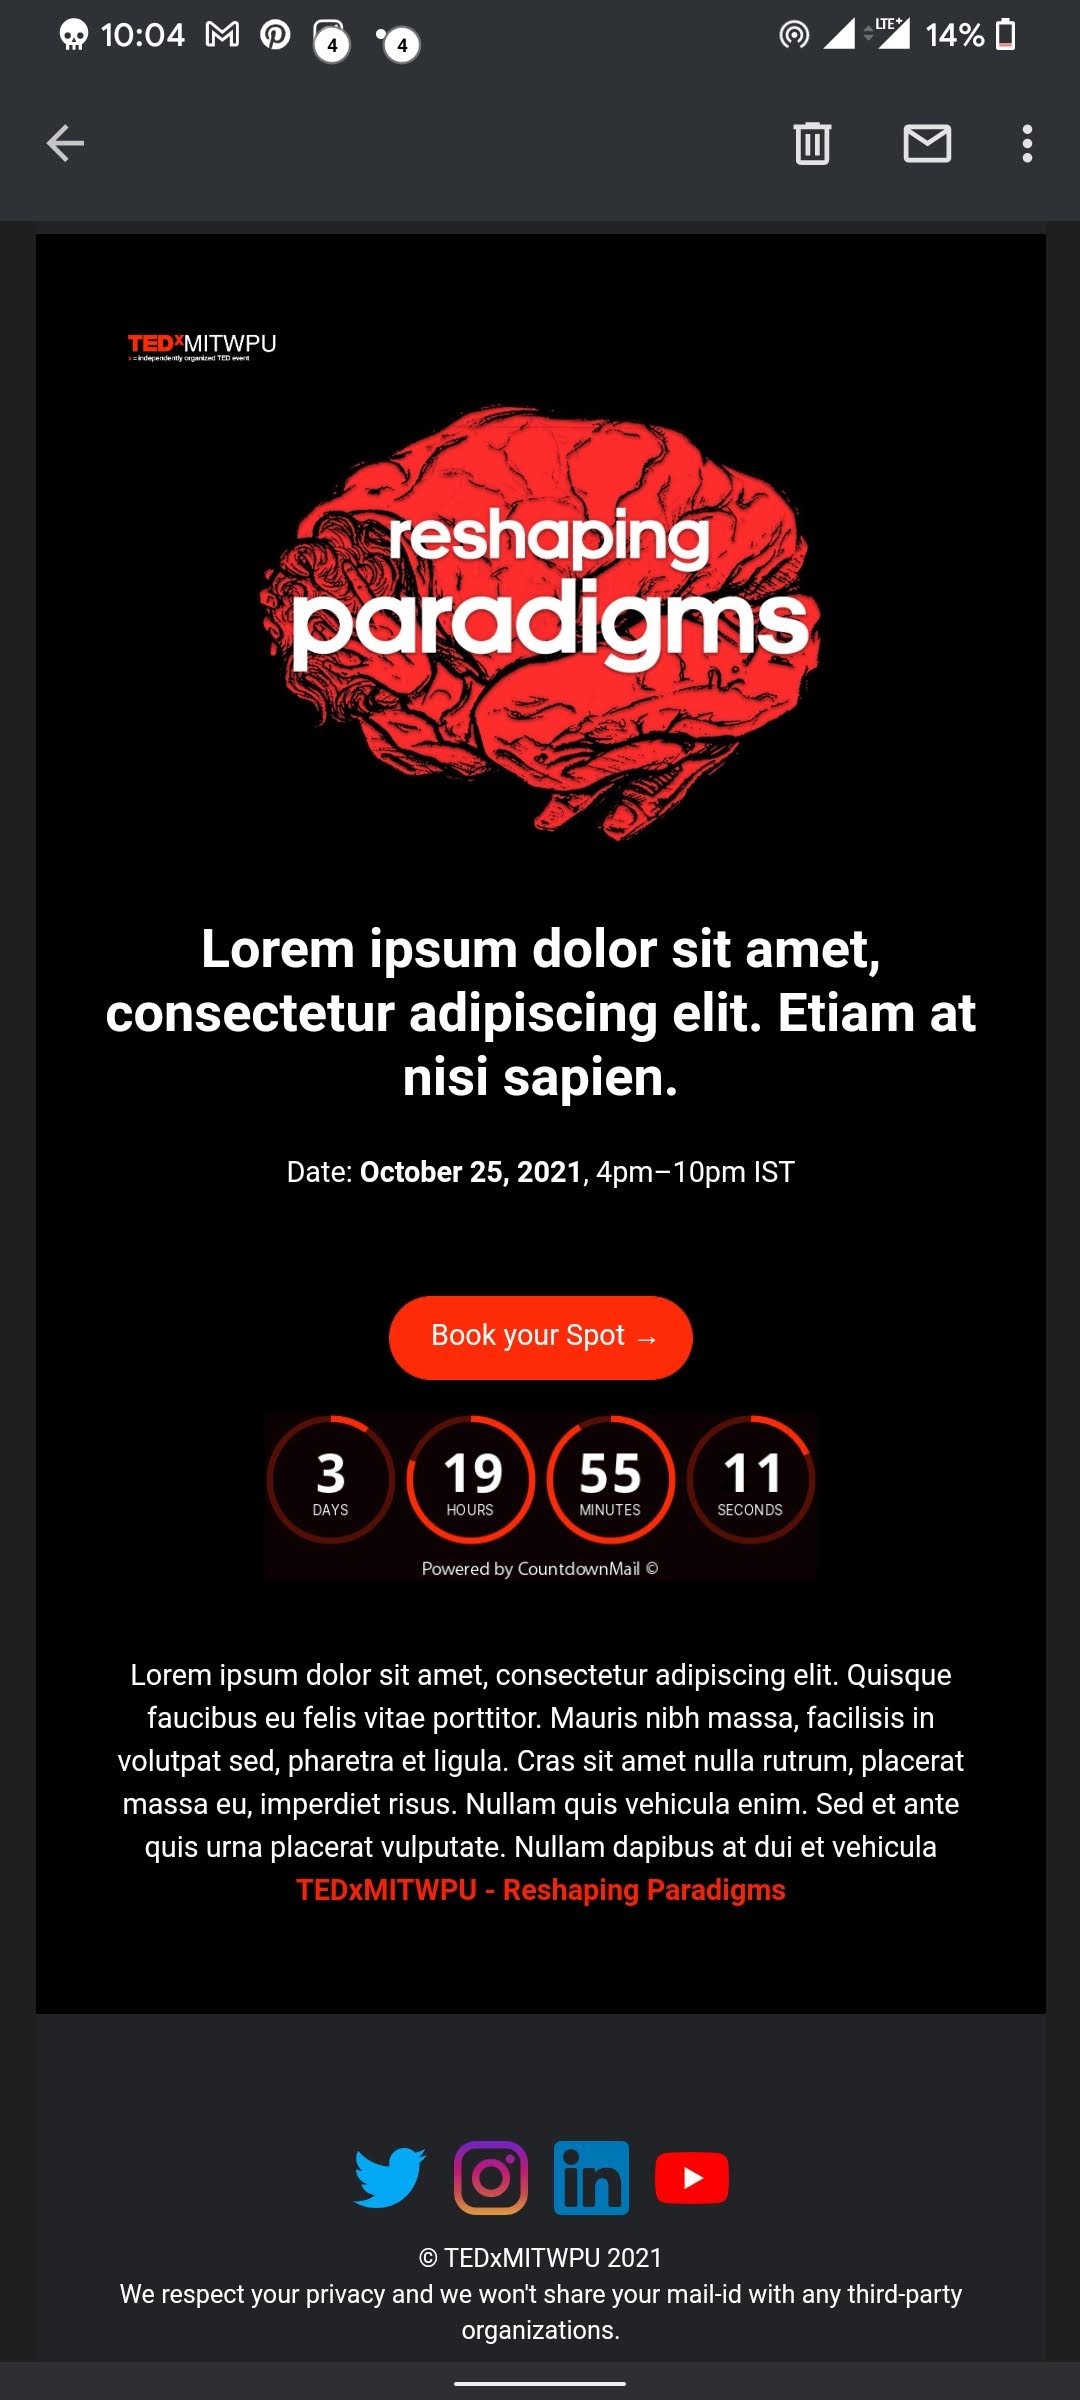 10:04
4
4
LTE+
14%
TEDxMITWPU
x = independently organized TED event
reshaping
paradigms
Lorem ipsum dolor sit amet,
consectetur adipiscing elit. Etiam at
nisi sapien.
Date: October 25, 2021, 4pm–10pm IST
Book your Spot →
3 19 55 11
DAYS HOURS MINUTES SECONDS
Powered by CountdownMail ©
Lorem ipsum dolor sit amet, consectetur adipiscing elit. Quisque
faucibus eu felis vitae porttitor. Mauris nibh massa, facilisis in
volutpat sed, pharetra et ligula. Cras sit amet nulla rutrum, placerat
massa eu, imperdiet risus. Nullam quis vehicula enim. Sed et ante
quis urna placerat vulputate. Nullam dapibus at dui et vehicula
TEDxMITWPU - Reshaping Paradigms
in
© TEDxMITWPU 2021
We respect your privacy and we won't share your mail-id with any third-party
organizations.